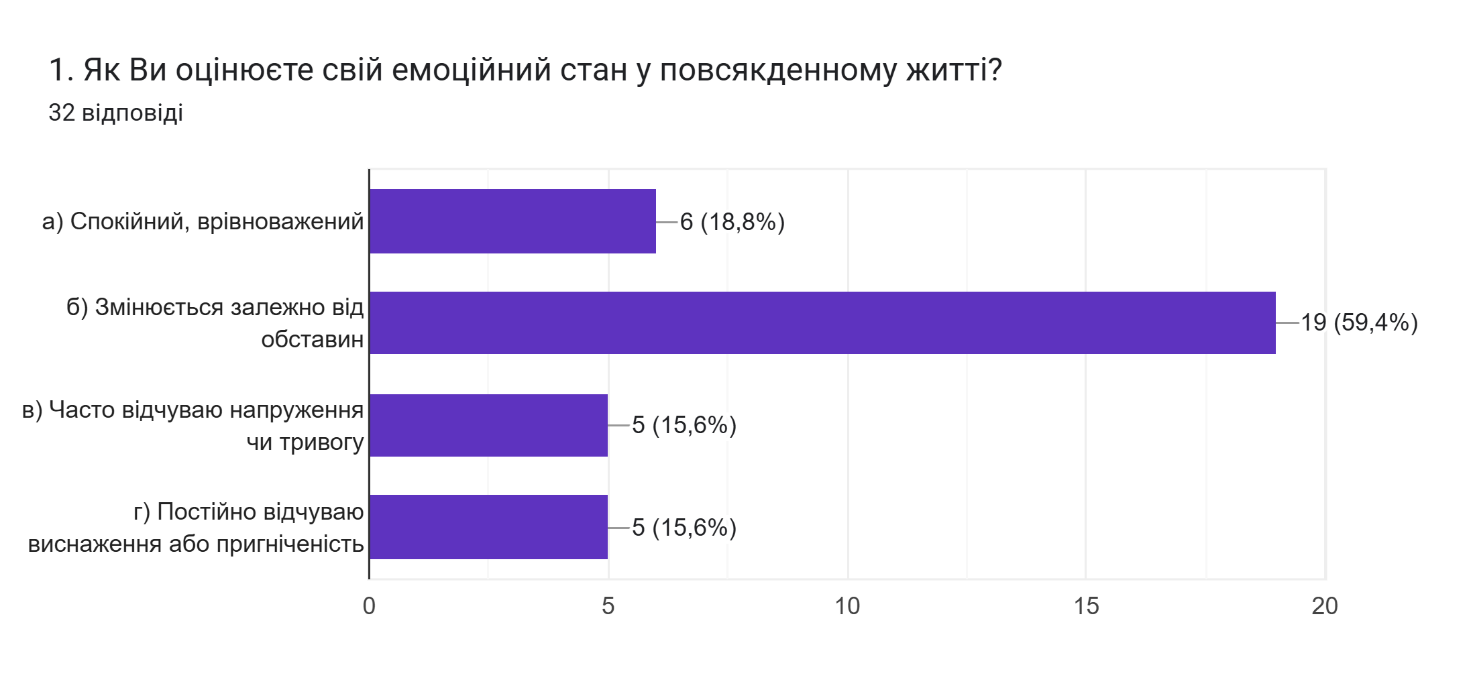 1. Як Ви оцінюєте свій емоційний стан у повсякденному житті?
32 відповіді
а) Спокійний, врівноважений
6 (18,8%)
б) Змінюється залежно від
обставин
19 (59,4%)
в) Часто відчуваю напруження
чи тривогу
5 (15,6%)
г) Постійно відчуваю
виснаження або пригніченість
5 (15,6%)
0 5 10 15 20